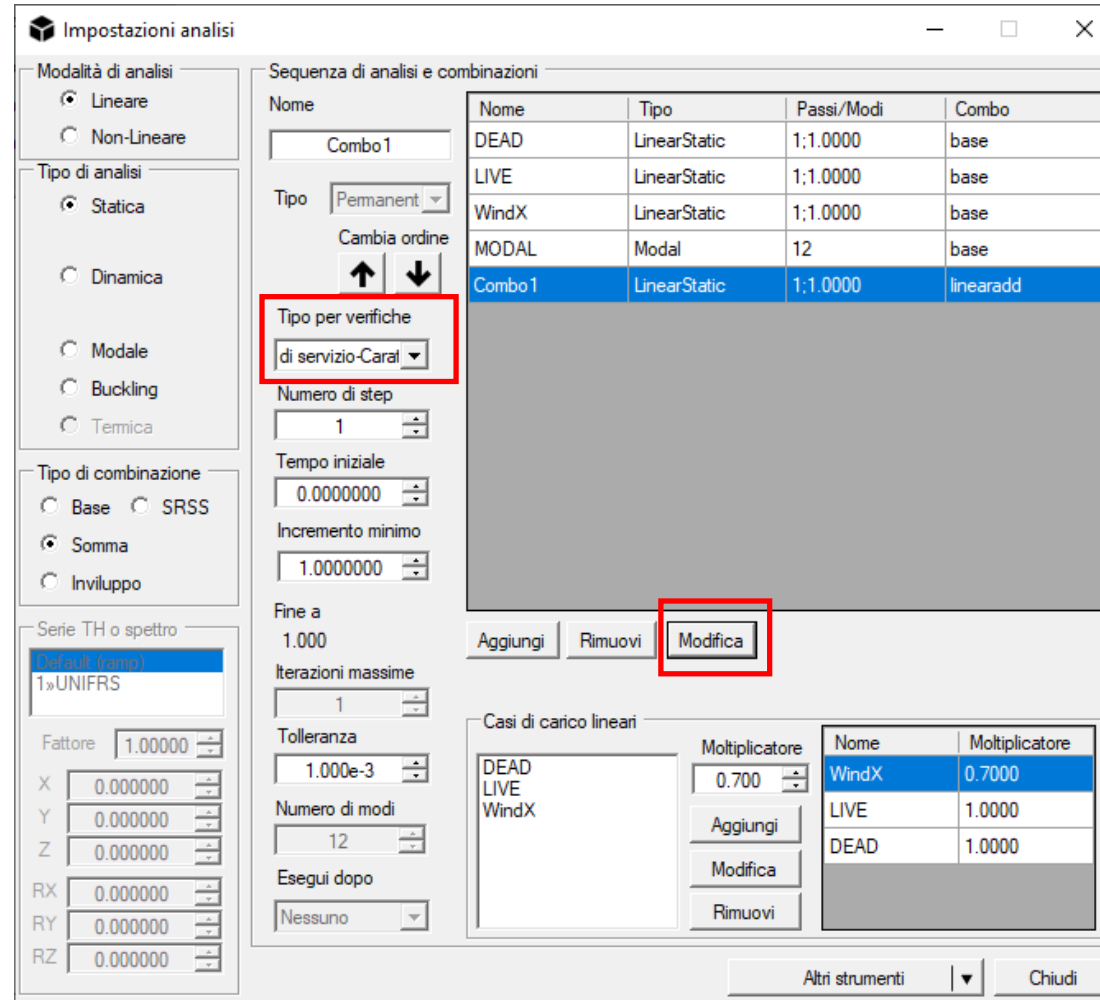 Impostazioni analisi
Modalità di analisi
Lineare
Non-Lineare
Tipo di analisi
Statica
Dinamica
Modale
Buckling
Termica
Tipo di combinazione
Base SRSS
Somma
Inviluppo
Serie TH o spettro
Default (ramp)
1»UNIFRS
Fattore 1.00000
X 0.000000
Y 0.000000
Z 0.000000
RX 0.000000
RY 0.000000
RZ 0.000000
Sequenza di analisi e combinazioni
Nome
Combo1
Tipo Permanent
Cambia ordine
Tipo per verifiche
di servizio-Carat
Numero di step
1
Tempo iniziale
0.0000000
Incremento minimo
1.0000000
Fine a
1.000
Iterazioni massime
1
Tolleranza
1.000e-3
Numero di modi
12
Esegui dopo
Nessuno
Nome Tipo Passi/Modi Combo
DEAD LinearStatic 1;1.0000 base
LIVE LinearStatic 1;1.0000 base
WindX LinearStatic 1;1.0000 base
MODAL Modal 12 base
Combo1 LinearStatic 1;1.0000 linearadd
Aggiungi Rimuovi Modifica
Casi di carico lineari
DEAD
LIVE
WindX
Moltiplicatore
0.700
Aggiungi
Modifica
Rimuovi
Nome Moltiplicatore
WindX 0.7000
LIVE 1.0000
DEAD 1.0000
Altri strumenti Chiudi